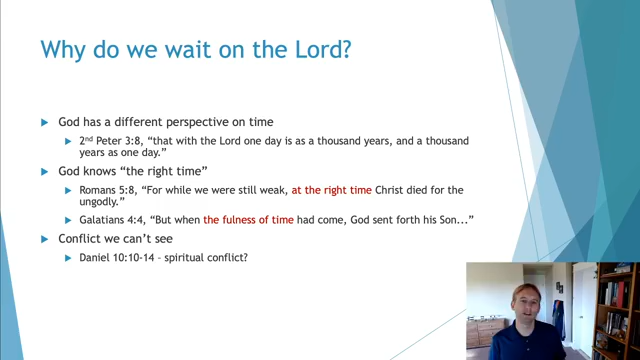 Why do we wait on the Lord?
God has a different perspective on time
2nd Peter 3:8, “that with the Lord one day is as a thousand years, and a thousand
years as one day.”
God knows “the right time”
Romans 5:8, “For while we were still weak, at the right time Christ died for the
ungodly.”
Galatians 4:4, “But when the fulness of time had come, God sent forth his Son...”
Conflict we can’t see
Daniel 10:10-14 – spiritual conflict?